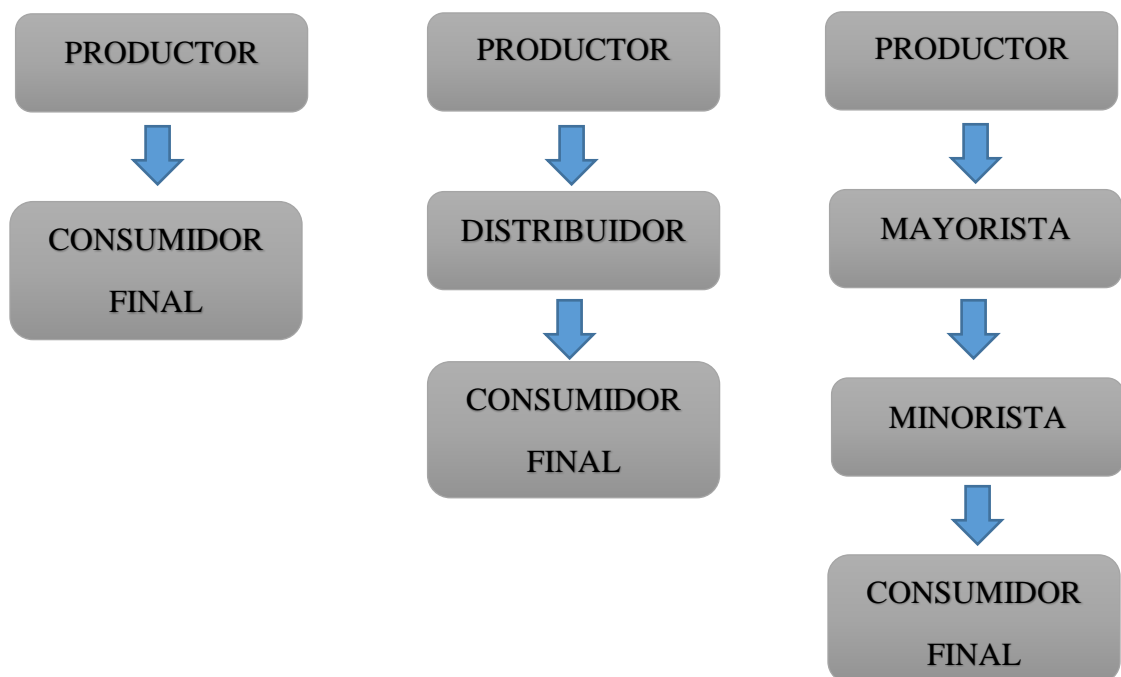 PRODUCTOR
CONSUMIDOR
FINAL
PRODUCTOR
DISTRIBUIDOR
CONSUMIDOR
FINAL
PRODUCTOR
MAYORISTA
MINORISTA
CONSUMIDOR
FINAL